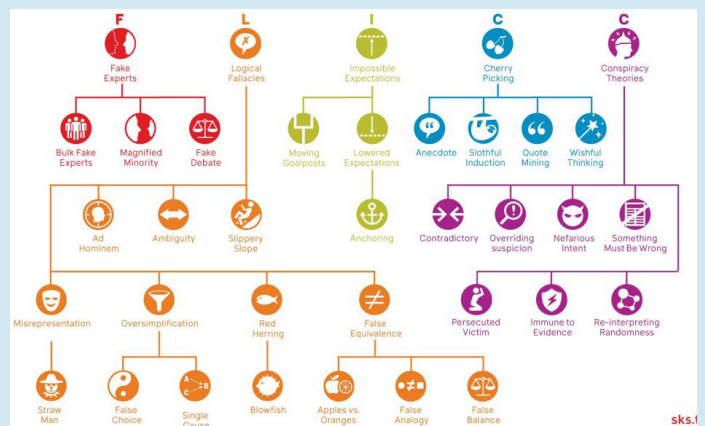 F L I C C
Fake Experts
Logical Fallacies
Impossible Expectations
Cherry Picking
Conspiracy Theories
Bulk Fake Experts
Magnified Minority
Fake Debate
Moving Goalposts
Lowered Expectations
Anecdote
Slothful Induction
Quote Mining
Wishful Thinking
Ad Hominem
Ambiguity
Slippery Slope
Anchoring
Contradictory
Overriding suspicion
Nefarious Intent
Something Must Be Wrong
Misrepresentation
Oversimplification
Red Herring
False Equivalence
Persecuted Victim
Immune to Evidence
Re-interpreting Randomness
A
B
C
Straw Man
False Choice
Single Cause
Blowfish
Apples vs. Oranges
False Analogy
False Balance
sks.